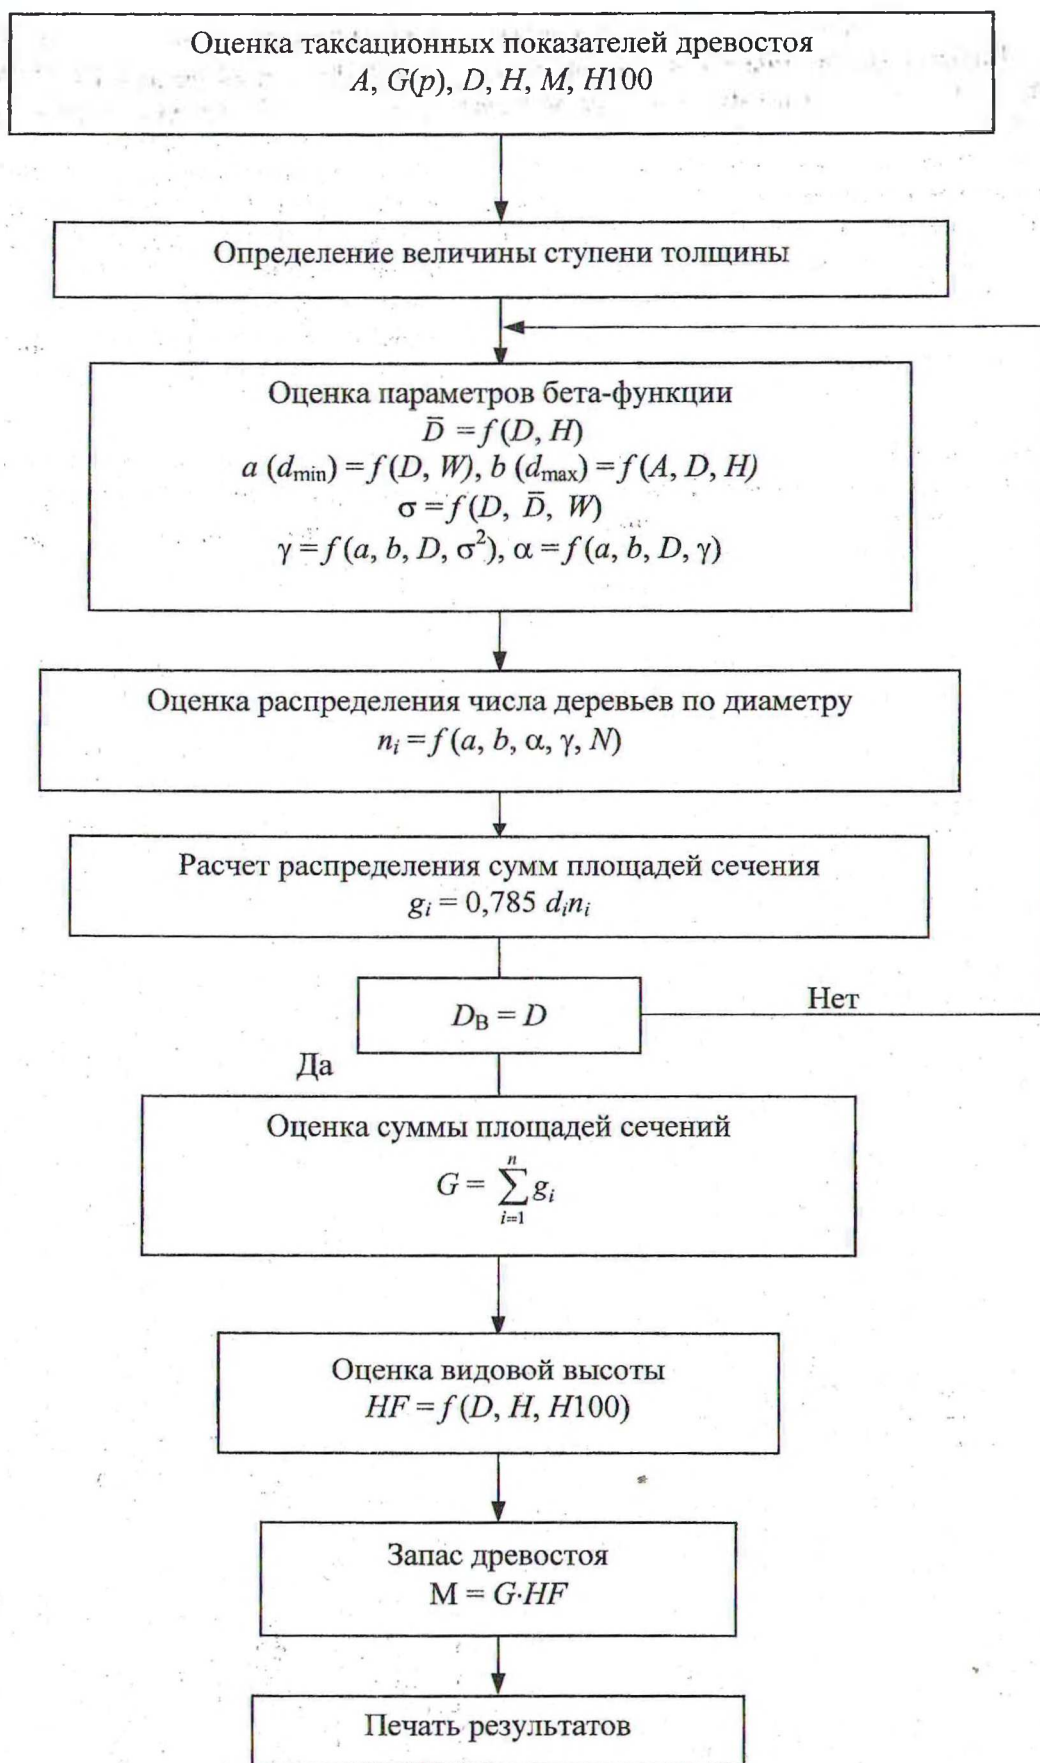 Оценка таксационных показателей древостоя
A, G(p), D, H, M, H100
Определение величины ступени толщины
Оценка параметров бета-функции
D̄ = f(D, H)
a (dmin) = f(D, W), b (dmax) = f(A, D, H)
σ = f(D, D̄, W)
γ = f(a, b, D, σ²), α = f(a, b, D, γ)
Оценка распределения числа деревьев по диаметру
nᵢ = f(a, b, α, γ, N)
Расчет распределения сумм площадей сечения
gᵢ = 0,785 dᵢnᵢ
Dв = D
Нет
Да
Оценка суммы площадей сечений
n
G = ∑ gᵢ
i=1
Оценка видовой высоты
HF = f(D, H, H100)
Запас древостоя
M = G·HF
Печать результатов